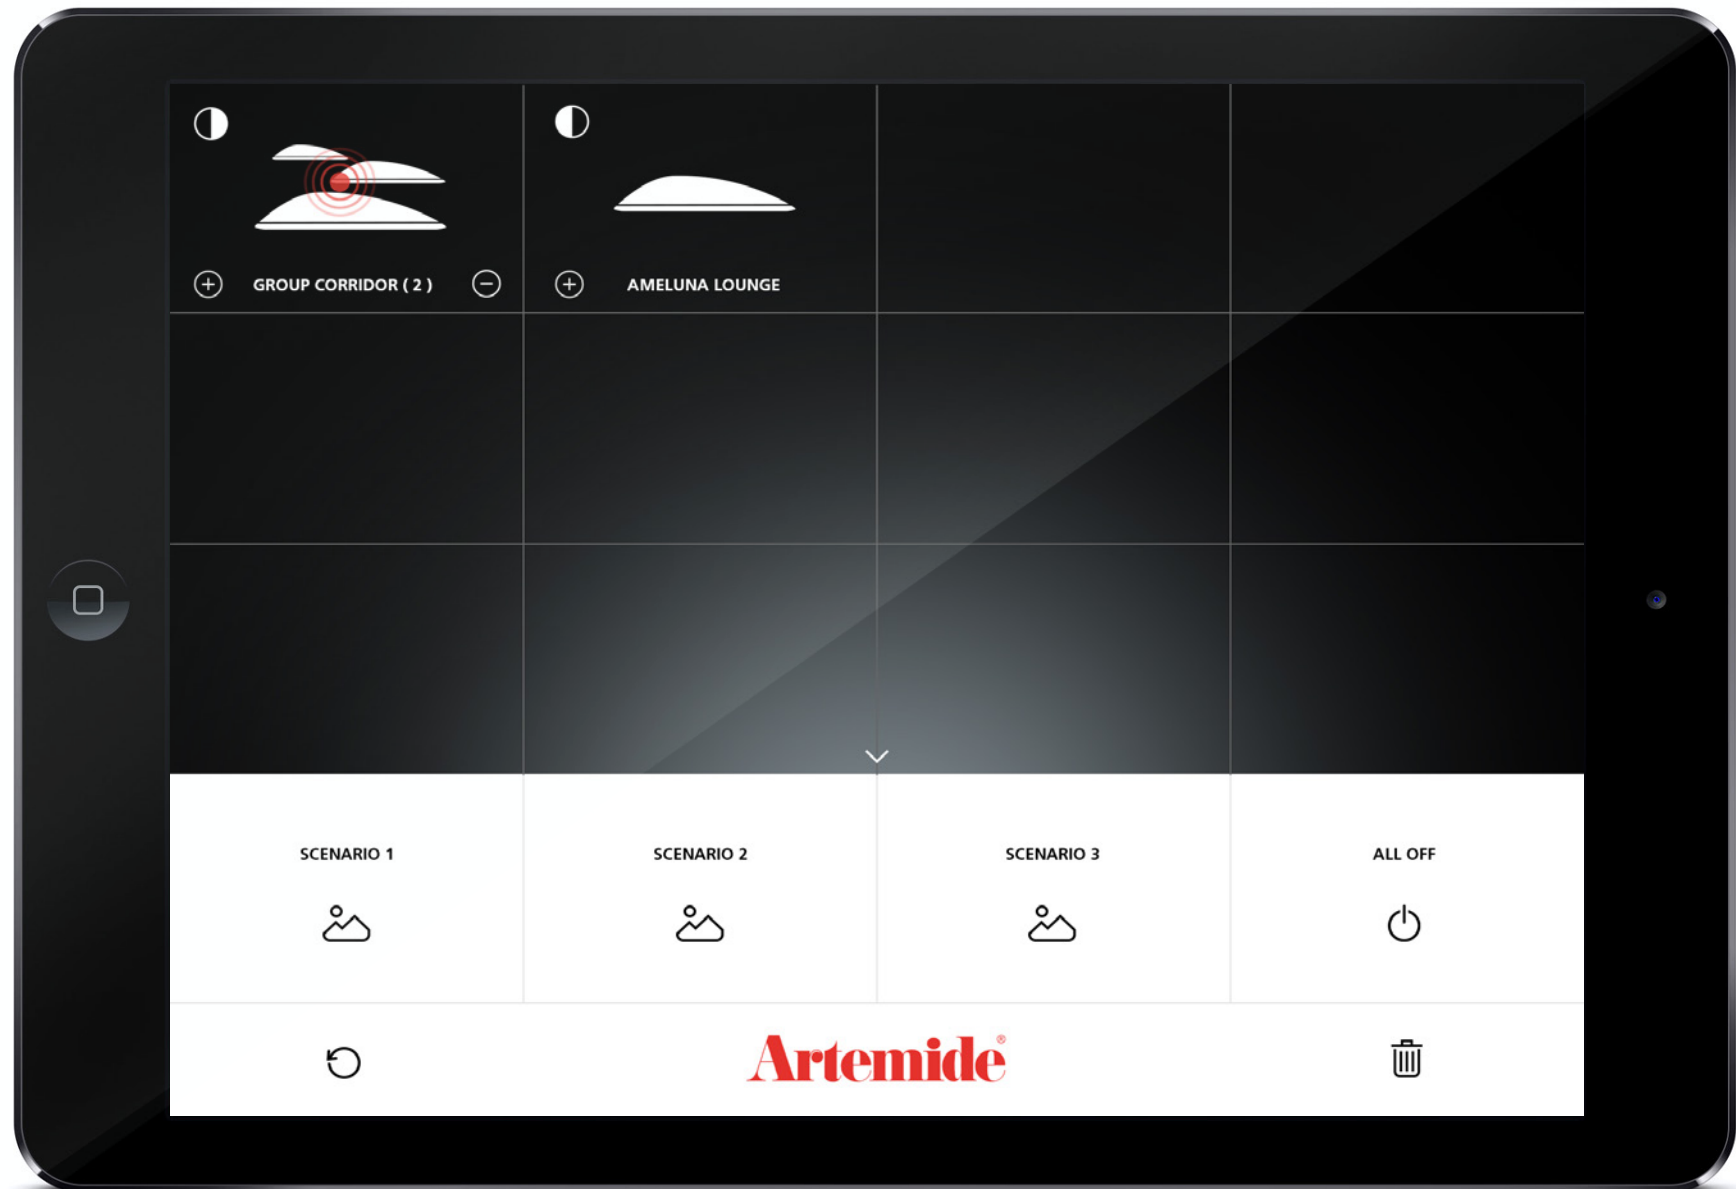 GROUP CORRIDOR ( 2 )
AMELUNA LOUNGE
SCENARIO 1
SCENARIO 2
SCENARIO 3
ALL OFF
Artemide®